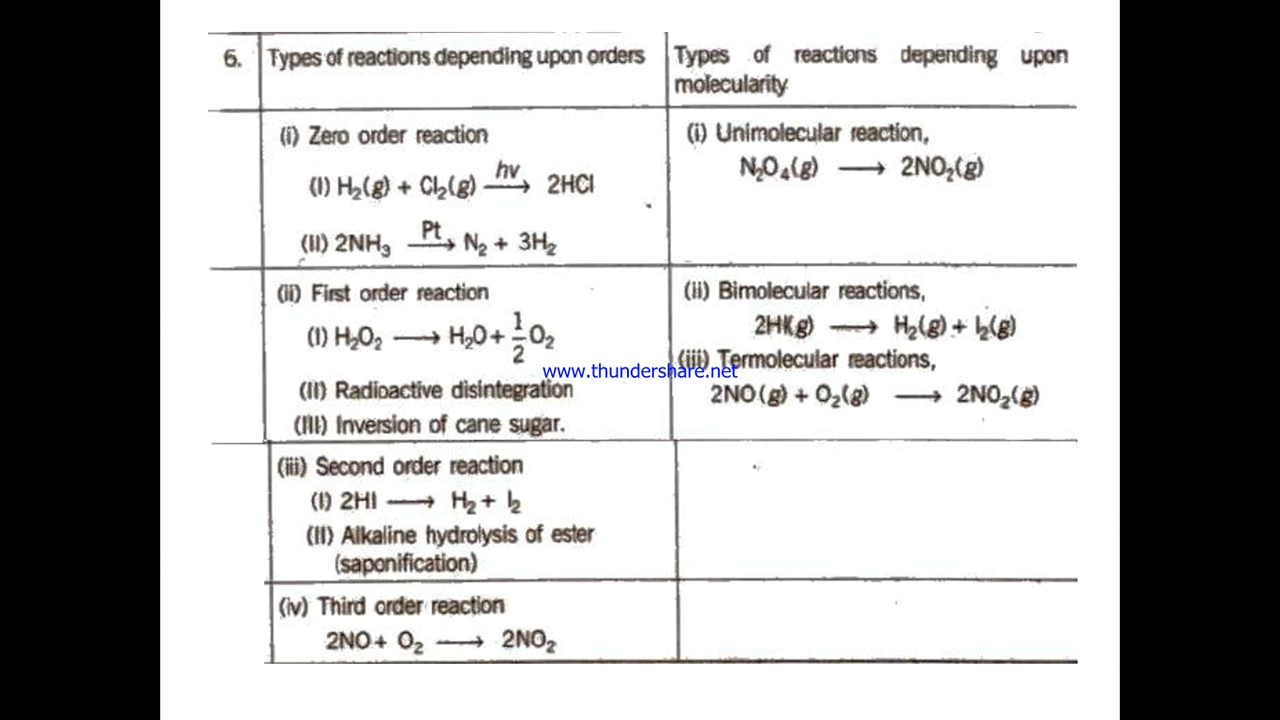 6. Types of reactions depending upon orders
Types of reactions depending upon
molecularity
(i) Zero order reaction
(I) H₂(g) + Cl₂(g) —hv→ 2HCl
(II) 2NH₃ —Pt→ N₂ + 3H₂
(i) Unimolecular reaction,
N₂O₄(g) ⟶ 2NO₂(g)
(ii) First order reaction
(I) H₂O₂ ⟶ H₂O + 1/2 O₂
(II) Radioactive disintegration
(III) Inversion of cane sugar.
(ii) Bimolecular reactions,
2HI(g) ⟶ H₂(g) + I₂(g)
(iii) Termolecular reactions,
2NO(g) + O₂(g) ⟶ 2NO₂(g)
www.thundershare.net
(iii) Second order reaction
(I) 2HI ⟶ H₂ + I₂
(II) Alkaline hydrolysis of ester
(saponification)
(iv) Third order reaction
2NO + O₂ ⟶ 2NO₂